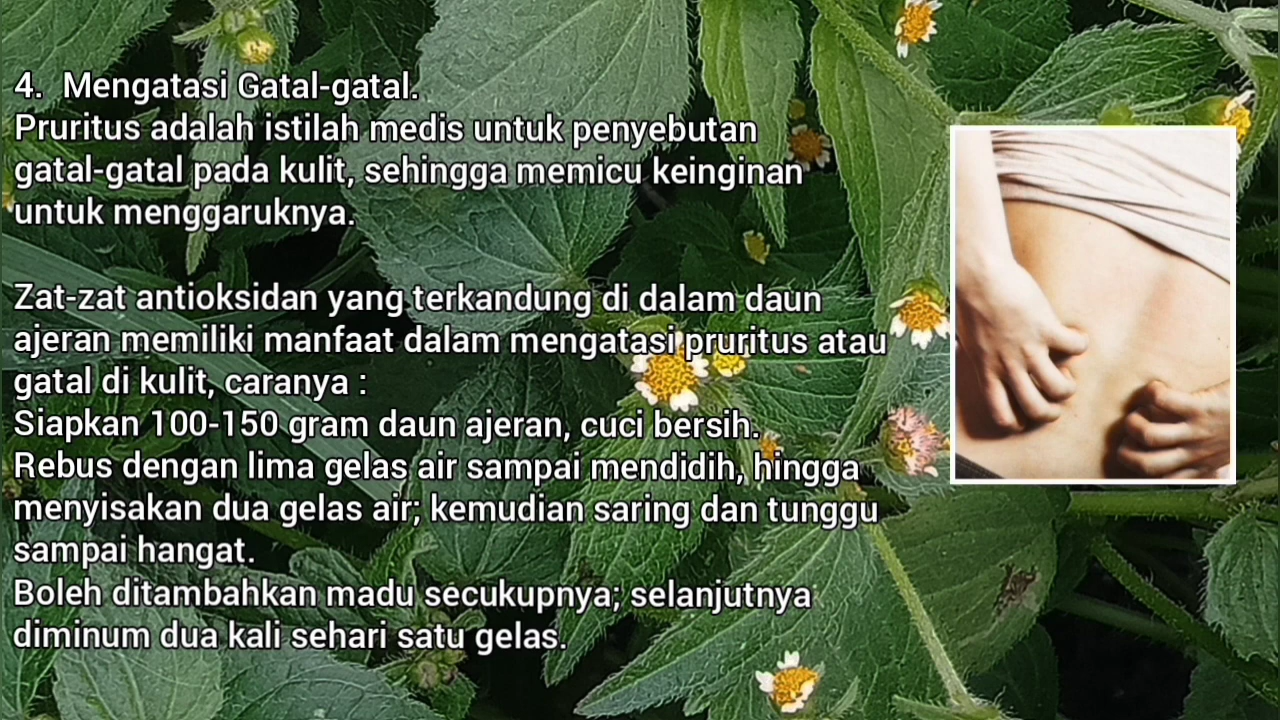 4.  Mengatasi Gatal-gatal.
Pruritus adalah istilah medis untuk penyebutan
gatal-gatal pada kulit, sehingga memicu keinginan
untuk menggaruknya.
Zat-zat antioksidan yang terkandung di dalam daun
ajeran memiliki manfaat dalam mengatasi pruritus atau
gatal di kulit, caranya :
Siapkan 100-150 gram daun ajeran, cuci bersih.
Rebus dengan lima gelas air sampai mendidih, hingga
menyisakan dua gelas air; kemudian saring dan tunggu
sampai hangat.
Boleh ditambahkan madu secukupnya; selanjutnya
diminum dua kali sehari satu gelas.